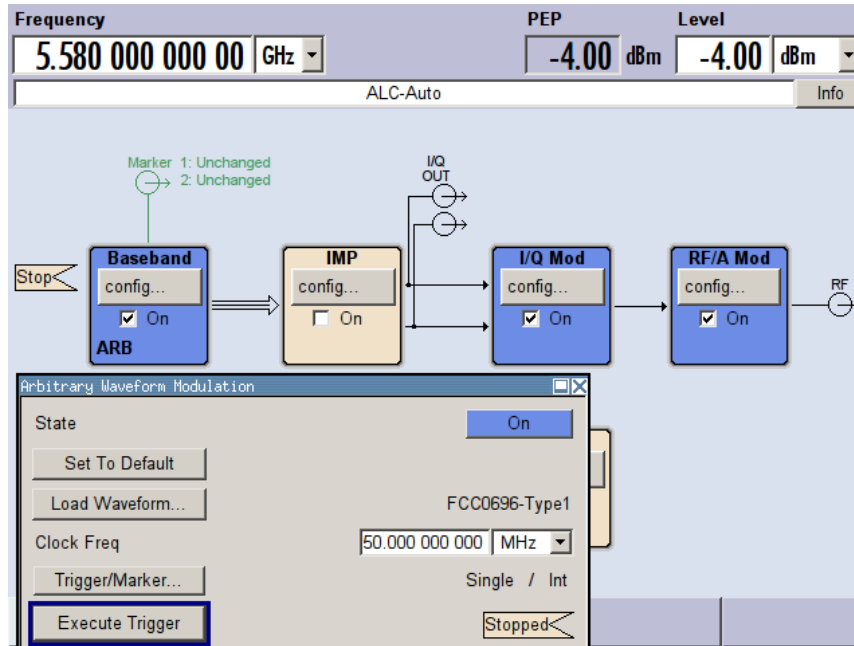 Frequency PEP Level
5.580 000 000 00 GHz -4.00 dBm -4.00 dBm
ALC-Auto Info
Marker 1: Unchanged
2: Unchanged
I/Q
OUT
Baseband IMP I/Q Mod RF/A Mod
Stop config... config... config... config... RF
On On On On
ARB
Arbitrary Waveform Modulation
State On
Set To Default
Load Waveform... FCC0696-Type1
Clock Freq 50.000 000 000 MHz
Trigger/Marker... Single / Int
Execute Trigger Stopped